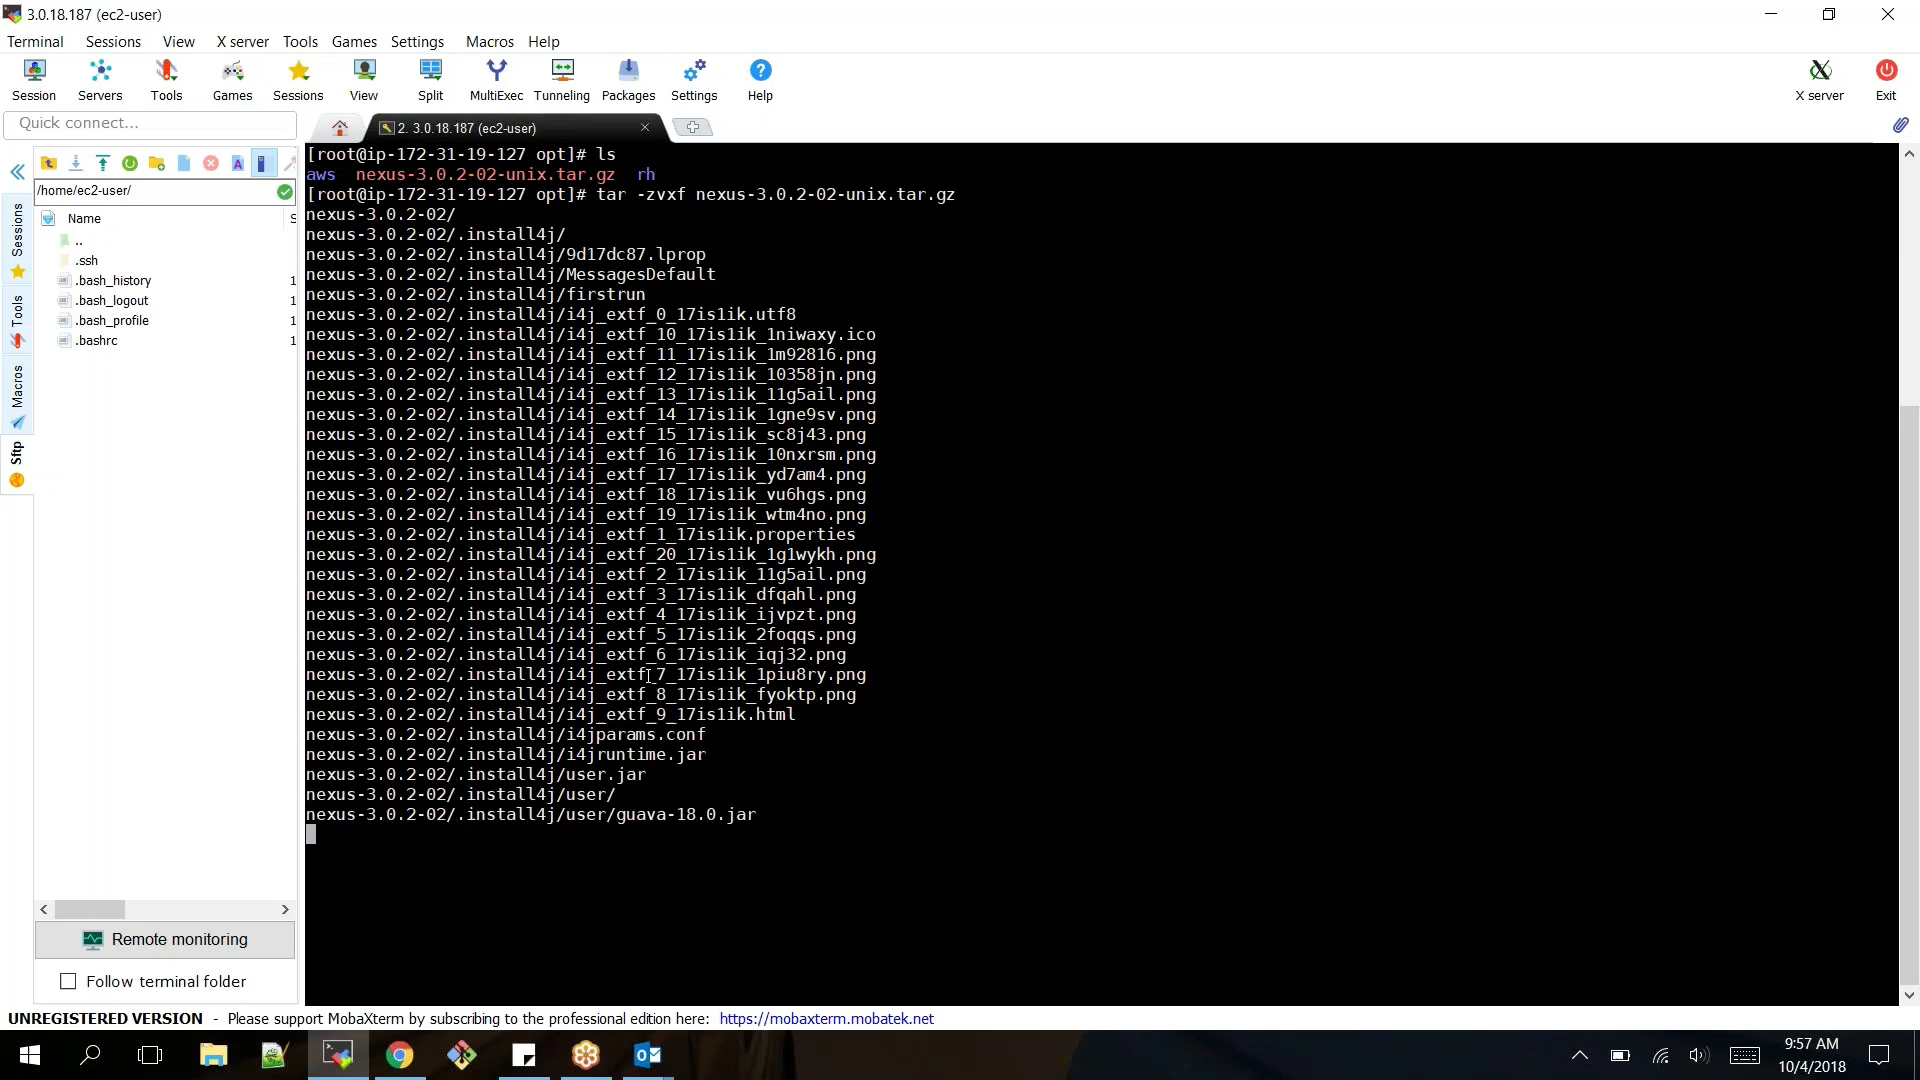 3.0.18.187 (ec2-user)
Terminal Sessions View X server Tools Games Settings Macros Help
Session Servers Tools Games Sessions View Split MultiExec Tunneling Packages Settings Help X server Exit
Quick connect...
2. 3.0.18.187 (ec2-user)
/home/ec2-user/
Name S
..
.ssh
.bash_history 1
.bash_logout 1
.bash_profile 1
.bashrc 1
Sessions
Tools
Macros
Sftp
Remote monitoring
Follow terminal folder
[root@ip-172-31-19-127 opt]# ls
aws nexus-3.0.2-02-unix.tar.gz rh
[root@ip-172-31-19-127 opt]# tar -zvxf nexus-3.0.2-02-unix.tar.gz
nexus-3.0.2-02/
nexus-3.0.2-02/.install4j/
nexus-3.0.2-02/.install4j/9d17dc87.lprop
nexus-3.0.2-02/.install4j/MessagesDefault
nexus-3.0.2-02/.install4j/firstrun
nexus-3.0.2-02/.install4j/i4j_extf_0_17is1ik.utf8
nexus-3.0.2-02/.install4j/i4j_extf_10_17is1ik_1niwaxy.ico
nexus-3.0.2-02/.install4j/i4j_extf_11_17is1ik_1m92816.png
nexus-3.0.2-02/.install4j/i4j_extf_12_17is1ik_10358jn.png
nexus-3.0.2-02/.install4j/i4j_extf_13_17is1ik_11g5ail.png
nexus-3.0.2-02/.install4j/i4j_extf_14_17is1ik_1gne9sv.png
nexus-3.0.2-02/.install4j/i4j_extf_15_17is1ik_sc8j43.png
nexus-3.0.2-02/.install4j/i4j_extf_16_17is1ik_10nxrsm.png
nexus-3.0.2-02/.install4j/i4j_extf_17_17is1ik_yd7am4.png
nexus-3.0.2-02/.install4j/i4j_extf_18_17is1ik_vu6hgs.png
nexus-3.0.2-02/.install4j/i4j_extf_19_17is1ik_wtm4no.png
nexus-3.0.2-02/.install4j/i4j_extf_1_17is1ik.properties
nexus-3.0.2-02/.install4j/i4j_extf_20_17is1ik_1g1wykh.png
nexus-3.0.2-02/.install4j/i4j_extf_2_17is1ik_11g5ail.png
nexus-3.0.2-02/.install4j/i4j_extf_3_17is1ik_dfqahl.png
nexus-3.0.2-02/.install4j/i4j_extf_4_17is1ik_ijvpzt.png
nexus-3.0.2-02/.install4j/i4j_extf_5_17is1ik_2foqqs.png
nexus-3.0.2-02/.install4j/i4j_extf_6_17is1ik_iqj32.png
nexus-3.0.2-02/.install4j/i4j_extf_7_17is1ik_1piu8ry.png
nexus-3.0.2-02/.install4j/i4j_extf_8_17is1ik_fyoktp.png
nexus-3.0.2-02/.install4j/i4j_extf_9_17is1ik.html
nexus-3.0.2-02/.install4j/i4jparams.conf
nexus-3.0.2-02/.install4j/i4jruntime.jar
nexus-3.0.2-02/.install4j/user.jar
nexus-3.0.2-02/.install4j/user/
nexus-3.0.2-02/.install4j/user/guava-18.0.jar
UNREGISTERED VERSION - Please support MobaXterm by subscribing to the professional edition here: https://mobaxterm.mobatek.net
9:57 AM
10/4/2018